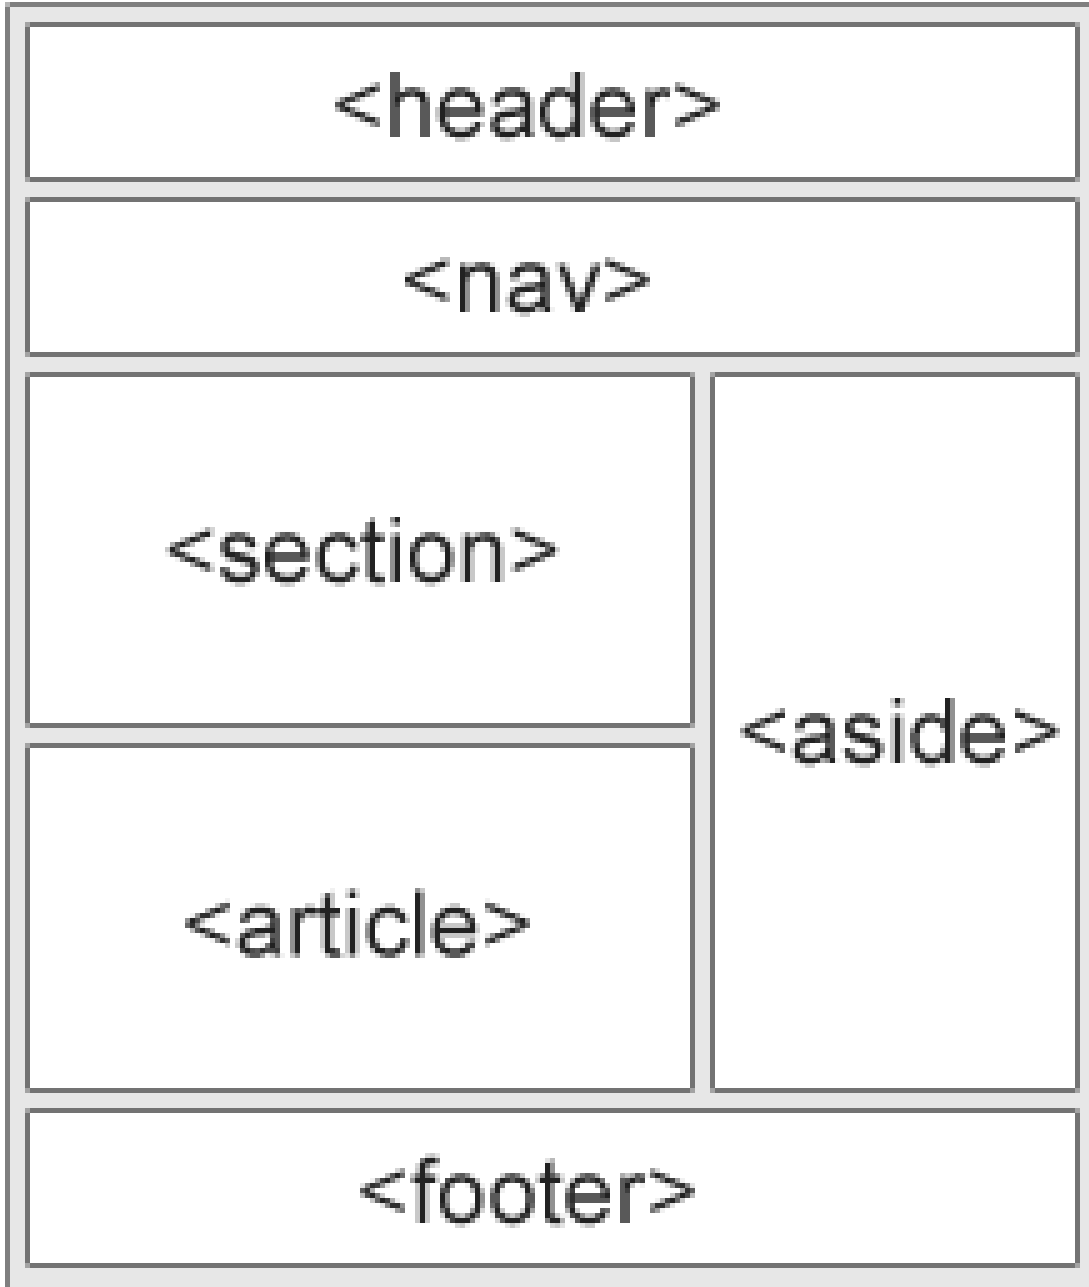 <header>
<nav>
<section>
<aside>
<article>
<footer>